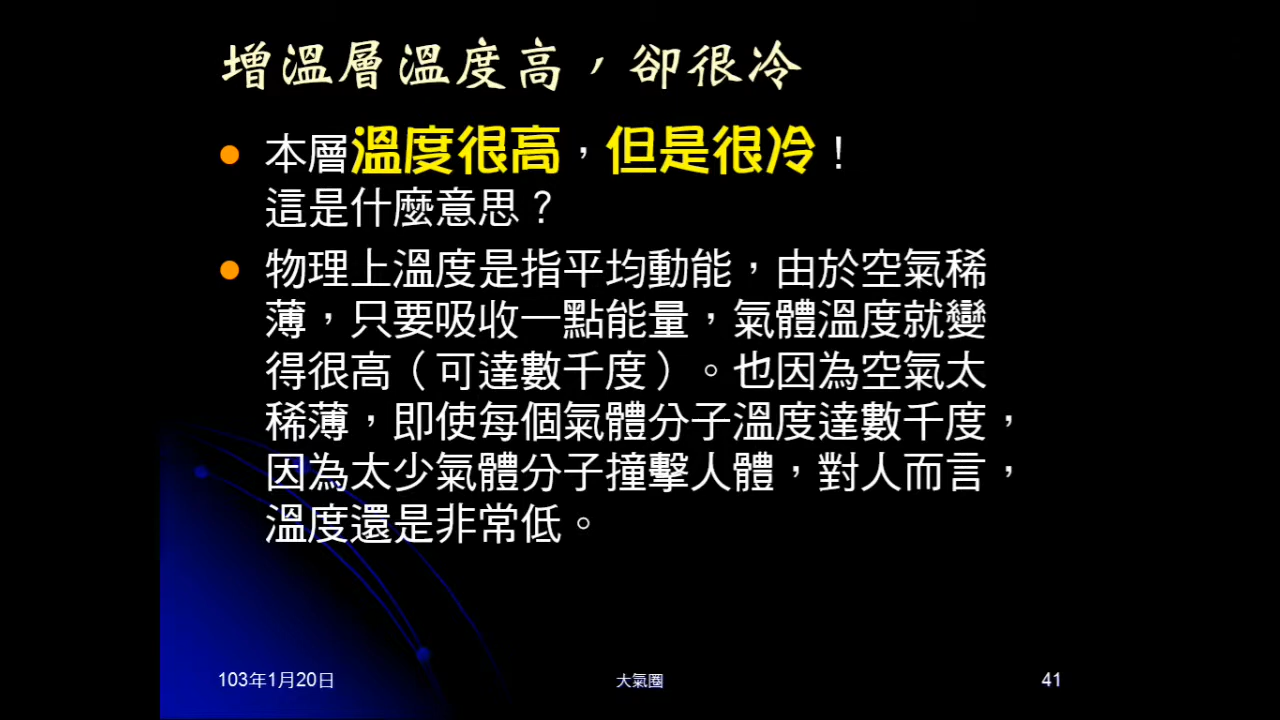 增溫層溫度高，卻很冷
本層溫度很高，但是很冷！
這是什麼意思？
物理上溫度是指平均動能，由於空氣稀
薄，只要吸收一點能量，氣體溫度就變
得很高（可達數千度）。也因為空氣太
稀薄，即使每個氣體分子溫度達數千度，
因為太少氣體分子撞擊人體，對人而言，
溫度還是非常低。
103年1月20日
大氣圈
41